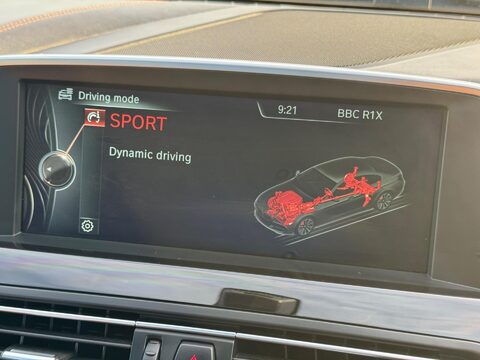 Driving mode
9:21
BBC R1X
SPORT
Dynamic driving